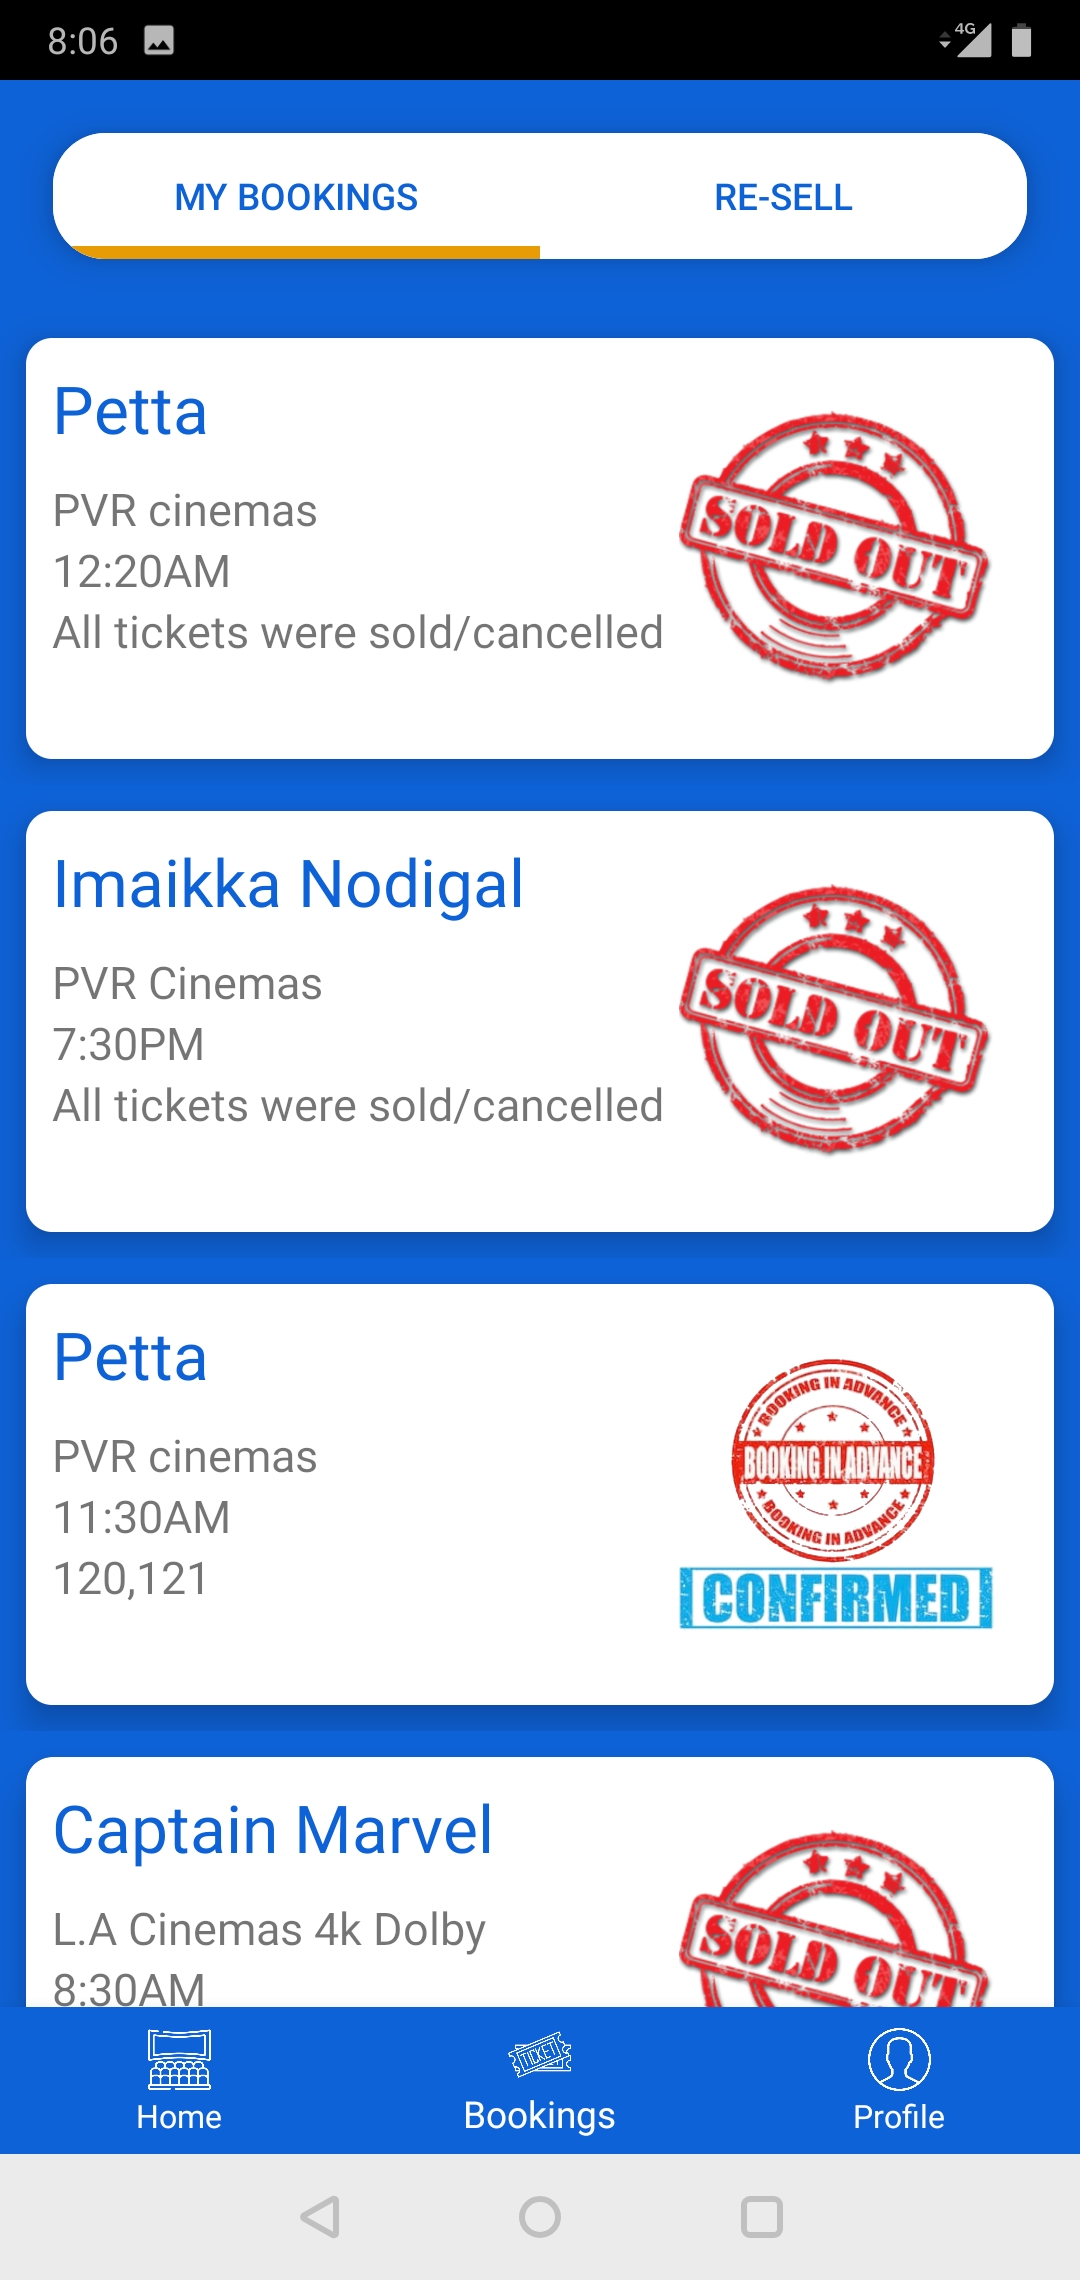 8:06
4G
MY BOOKINGS
RE-SELL
Petta
PVR cinemas
12:20AM
All tickets were sold/cancelled
SOLD OUT
Imaikka Nodigal
PVR Cinemas
7:30PM
All tickets were sold/cancelled
SOLD OUT
Petta
PVR cinemas
11:30AM
120,121
BOOKING IN ADVANCE
BOOKING IN ADVANCE
BOOKING IN ADVANCE
CONFIRMED
Captain Marvel
L.A Cinemas 4k Dolby
8:30AM
SOLD OUT
TICKET
Home
Bookings
Profile